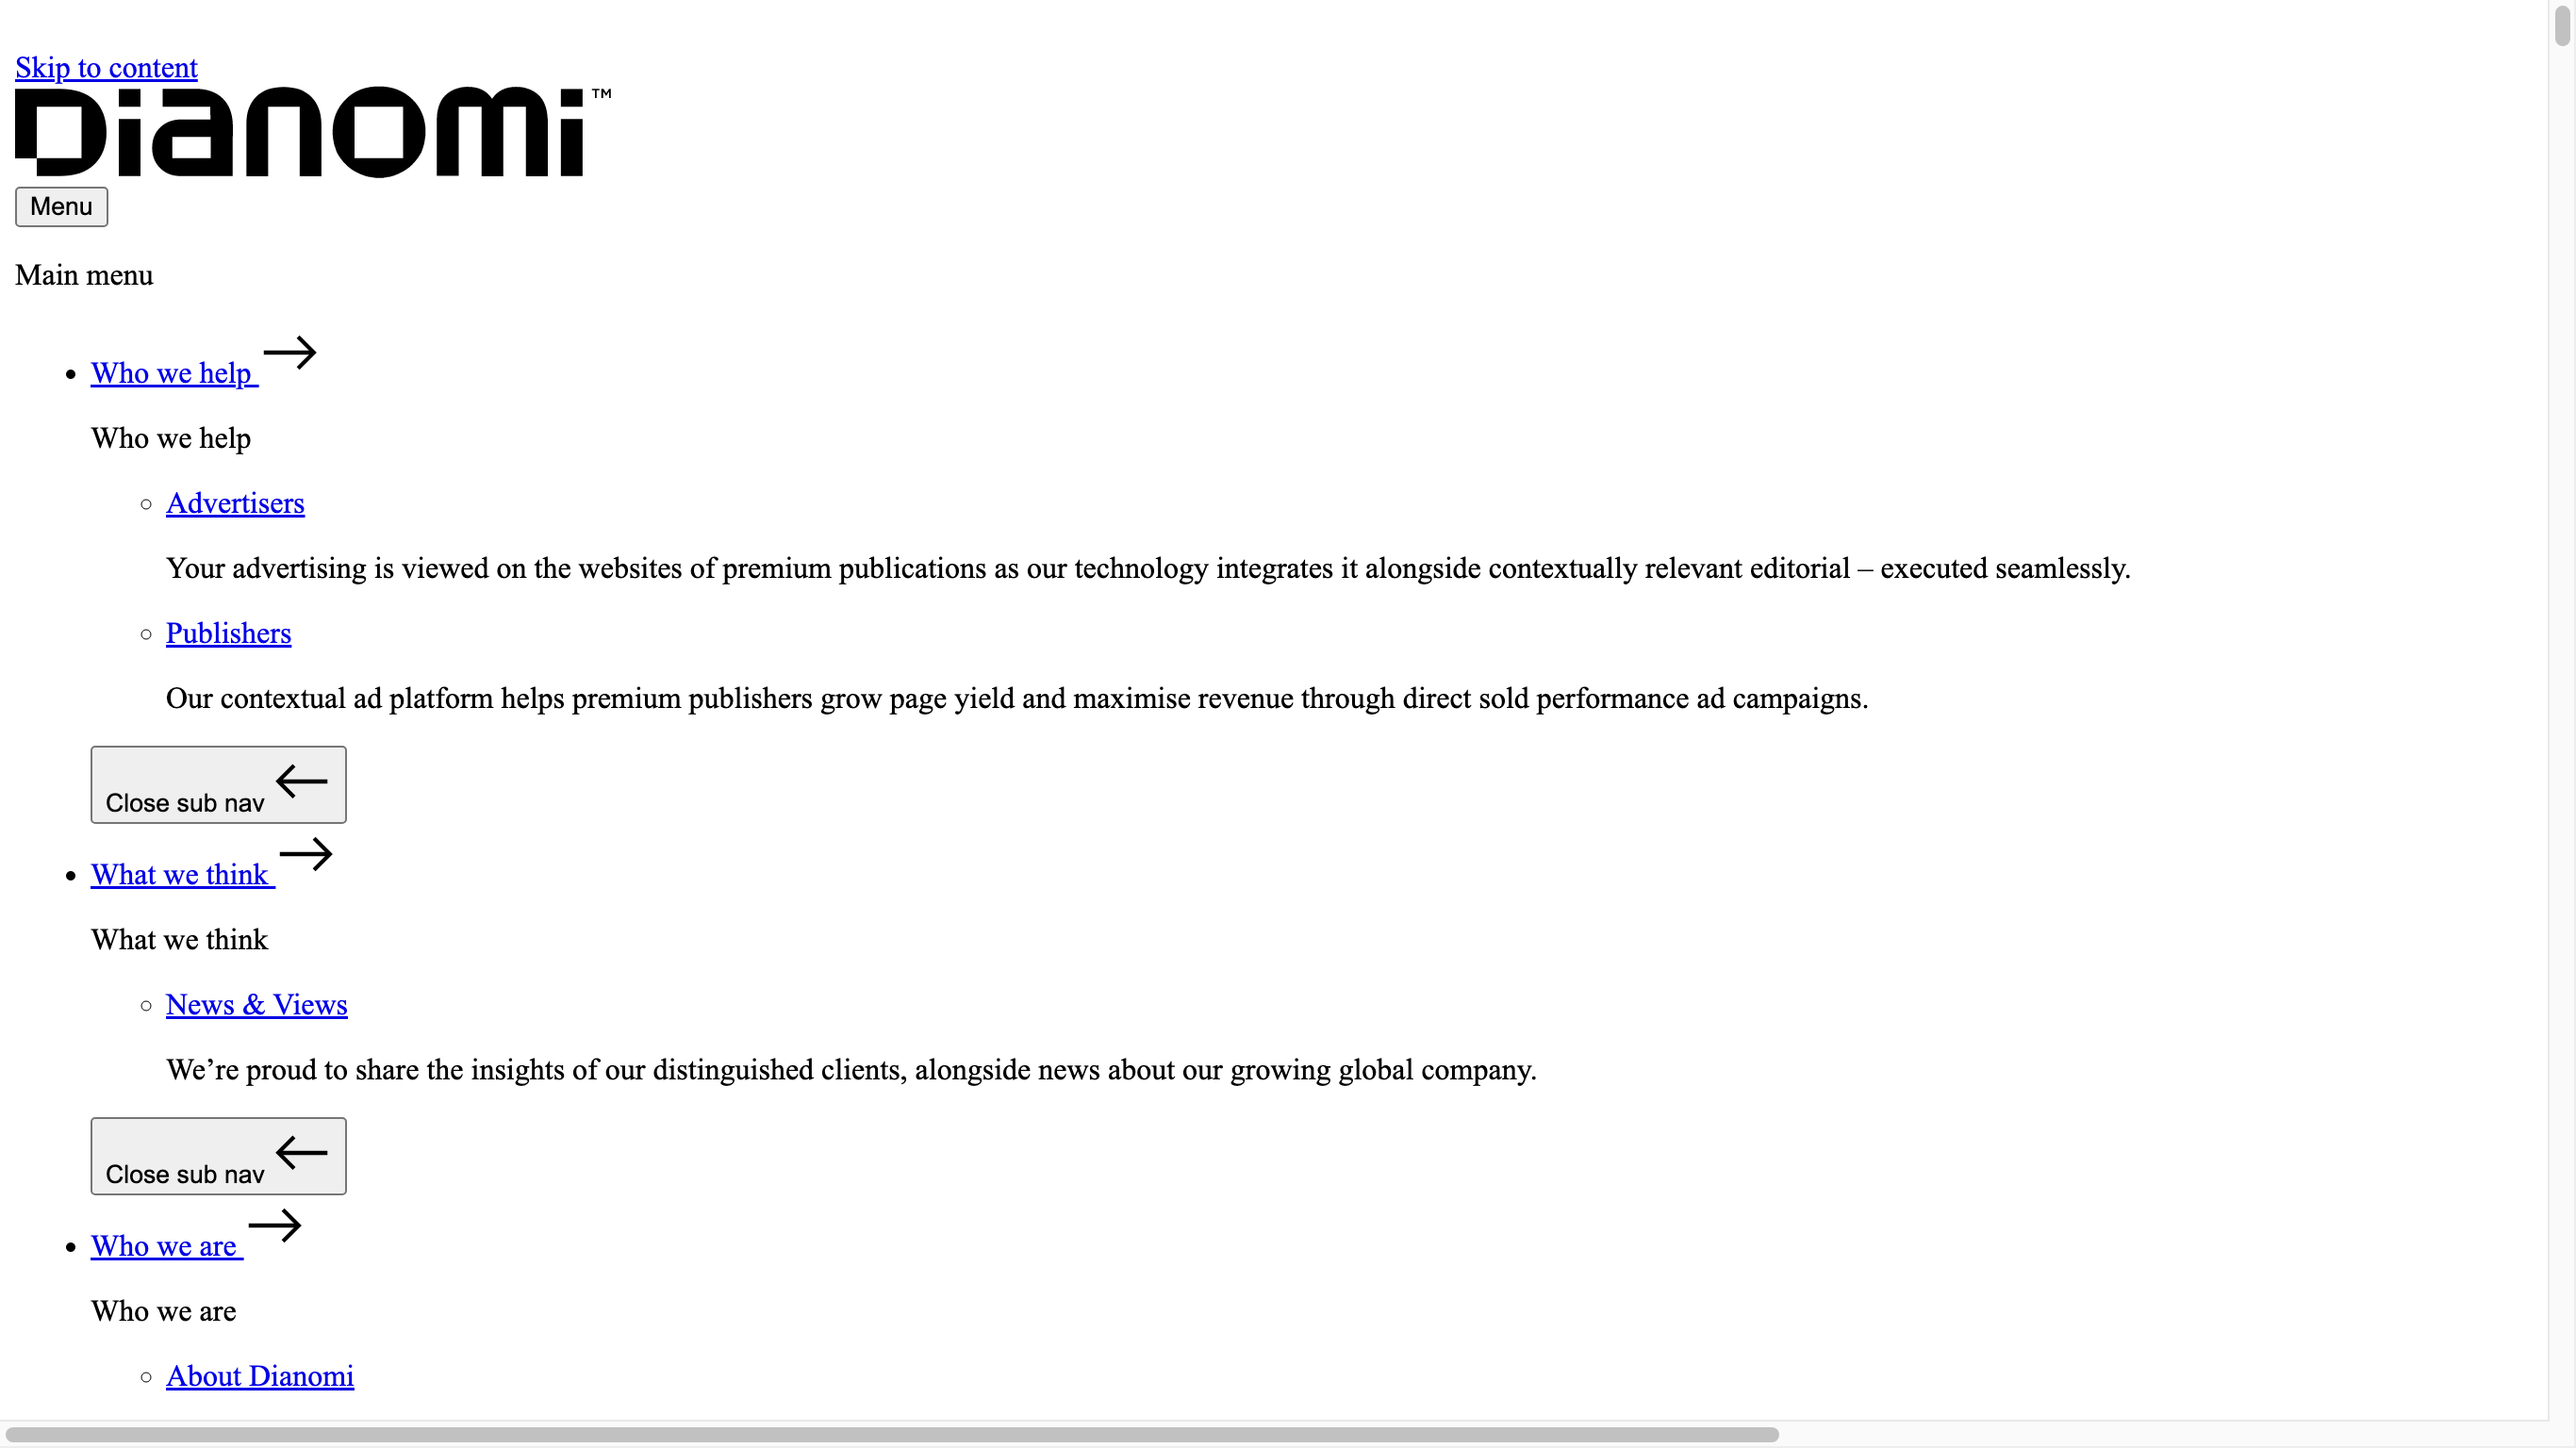 Skip to content
Dianomi™
Menu
Main menu
Who we help
Who we help
Advertisers
Your advertising is viewed on the websites of premium publications as our technology integrates it alongside contextually relevant editorial – executed seamlessly.
Publishers
Our contextual ad platform helps premium publishers grow page yield and maximise revenue through direct sold performance ad campaigns.
Close sub nav
What we think
What we think
News & Views
We’re proud to share the insights of our distinguished clients, alongside news about our growing global company.
Close sub nav
Who we are
Who we are
About Dianomi